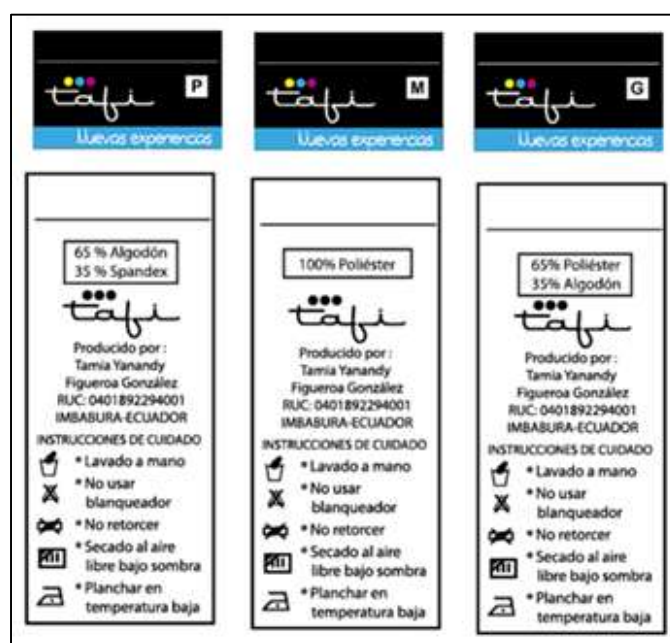 tafi
P
Nuevas experiencias
tafi
M
Nuevas experiencias
tafi
G
Nuevas experiencias
65 % Algodón
35 % Spandex
tafi
Producido por :
Tamia Yanandy
Figueroa González
RUC: 0401892294001
IMBABURA-ECUADOR
INSTRUCCIONES DE CUIDADO
* Lavado a mano
* No usar
blanqueador
* No retorcer
* Secado al aire
libre bajo sombra
* Planchar en
temperatura baja
100% Poliéster
tafi
Producido por :
Tamia Yanandy
Figueroa González
RUC: 0401892294001
IMBABURA-ECUADOR
INSTRUCCIONES DE CUIDADO
* Lavado a mano
* No usar
blanqueador
* No retorcer
* Secado al aire
libre bajo sombra
* Planchar en
temperatura baja
65% Poliéster
35% Algodón
tafi
Producido por :
Tamia Yanandy
Figueroa González
RUC: 0401892294001
IMBABURA-ECUADOR
INSTRUCCIONES DE CUIDADO
* Lavado a mano
* No usar
blanqueador
* No retorcer
* Secado al aire
libre bajo sombra
* Planchar en
temperatura baja